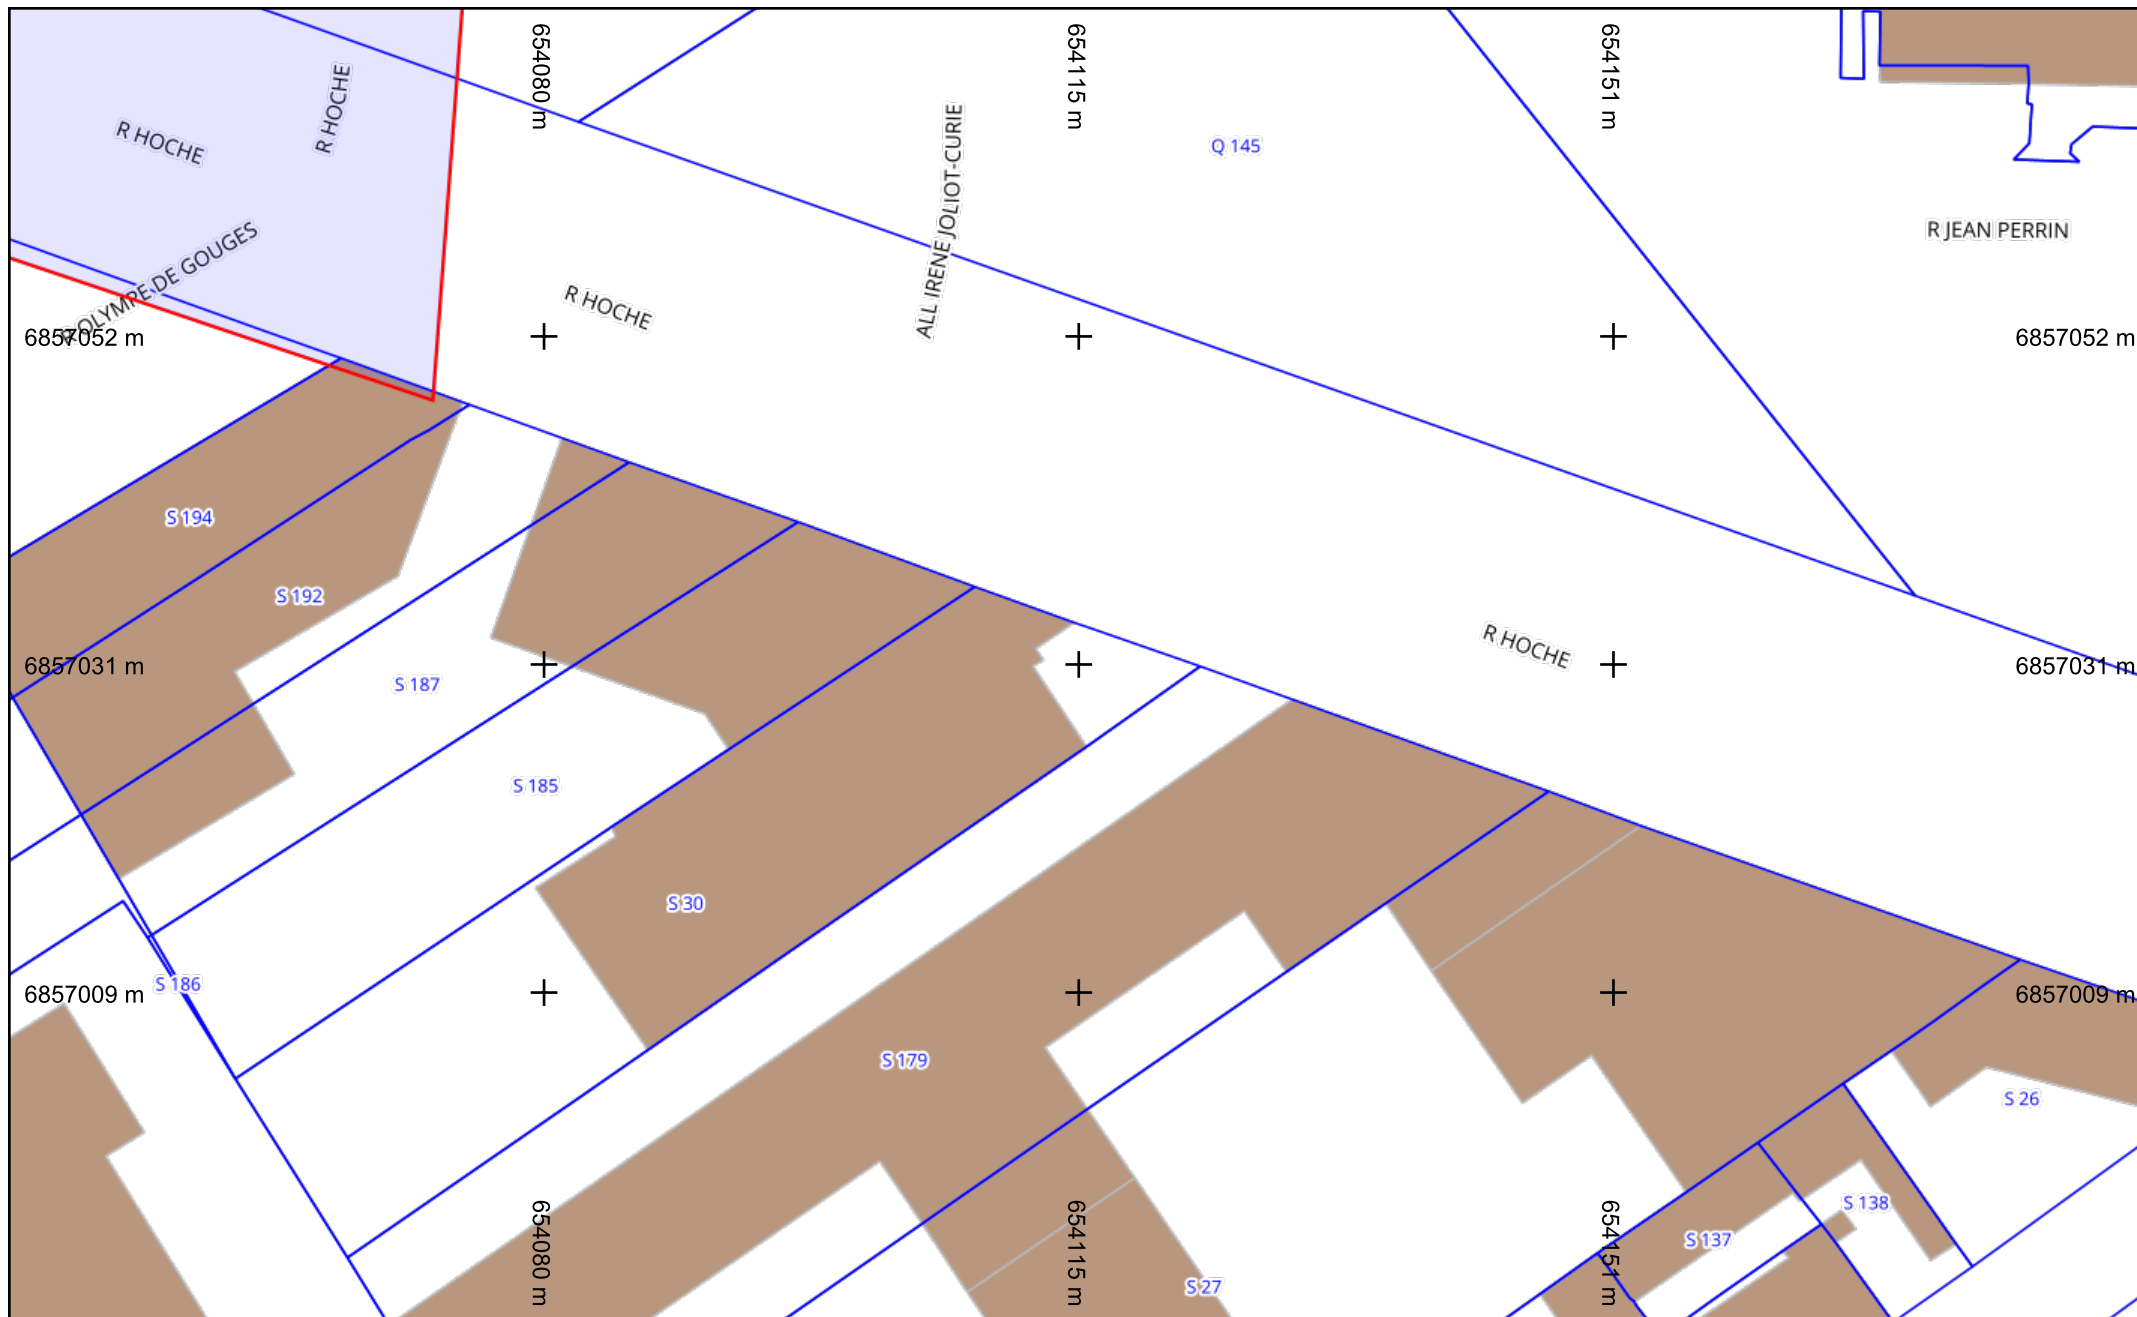 654080 m
654115 m
654151 m
R HOCHE
R HOCHE
ALL IRENE JOLIOT-CURIE
Q 145
R JEAN PERRIN
OLYMPE DE GOUGES
R HOCHE
6857052 m
6857052 m
S 194
S 192
R HOCHE
6857031 m
6857031 m
S 187
S 185
S 30
S 186
6857009 m
6857009 m
S 179
S 26
S 138
S 137
S 27
654080 m
654115 m
654151 m